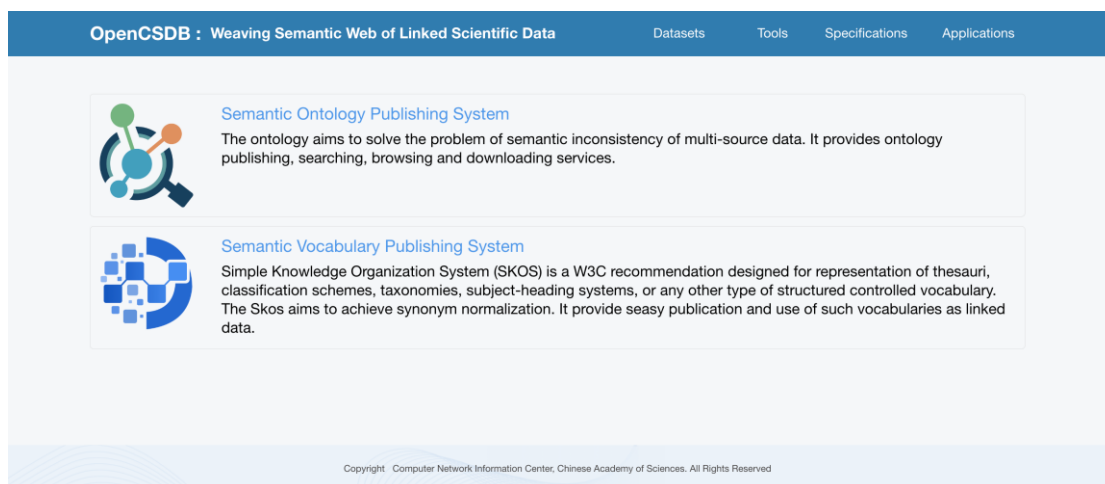 OpenCSDB : Weaving Semantic Web of Linked Scientific Data Datasets Tools Specifications Applications
Semantic Ontology Publishing System
The ontology aims to solve the problem of semantic inconsistency of multi-source data. It provides ontology
publishing, searching, browsing and downloading services.
Semantic Vocabulary Publishing System
Simple Knowledge Organization System (SKOS) is a W3C recommendation designed for representation of thesauri,
classification schemes, taxonomies, subject-heading systems, or any other type of structured controlled vocabulary.
The Skos aims to achieve synonym normalization. It provide seasy publication and use of such vocabularies as linked
data.
Copyright Computer Network Information Center, Chinese Academy of Sciences. All Rights Reserved